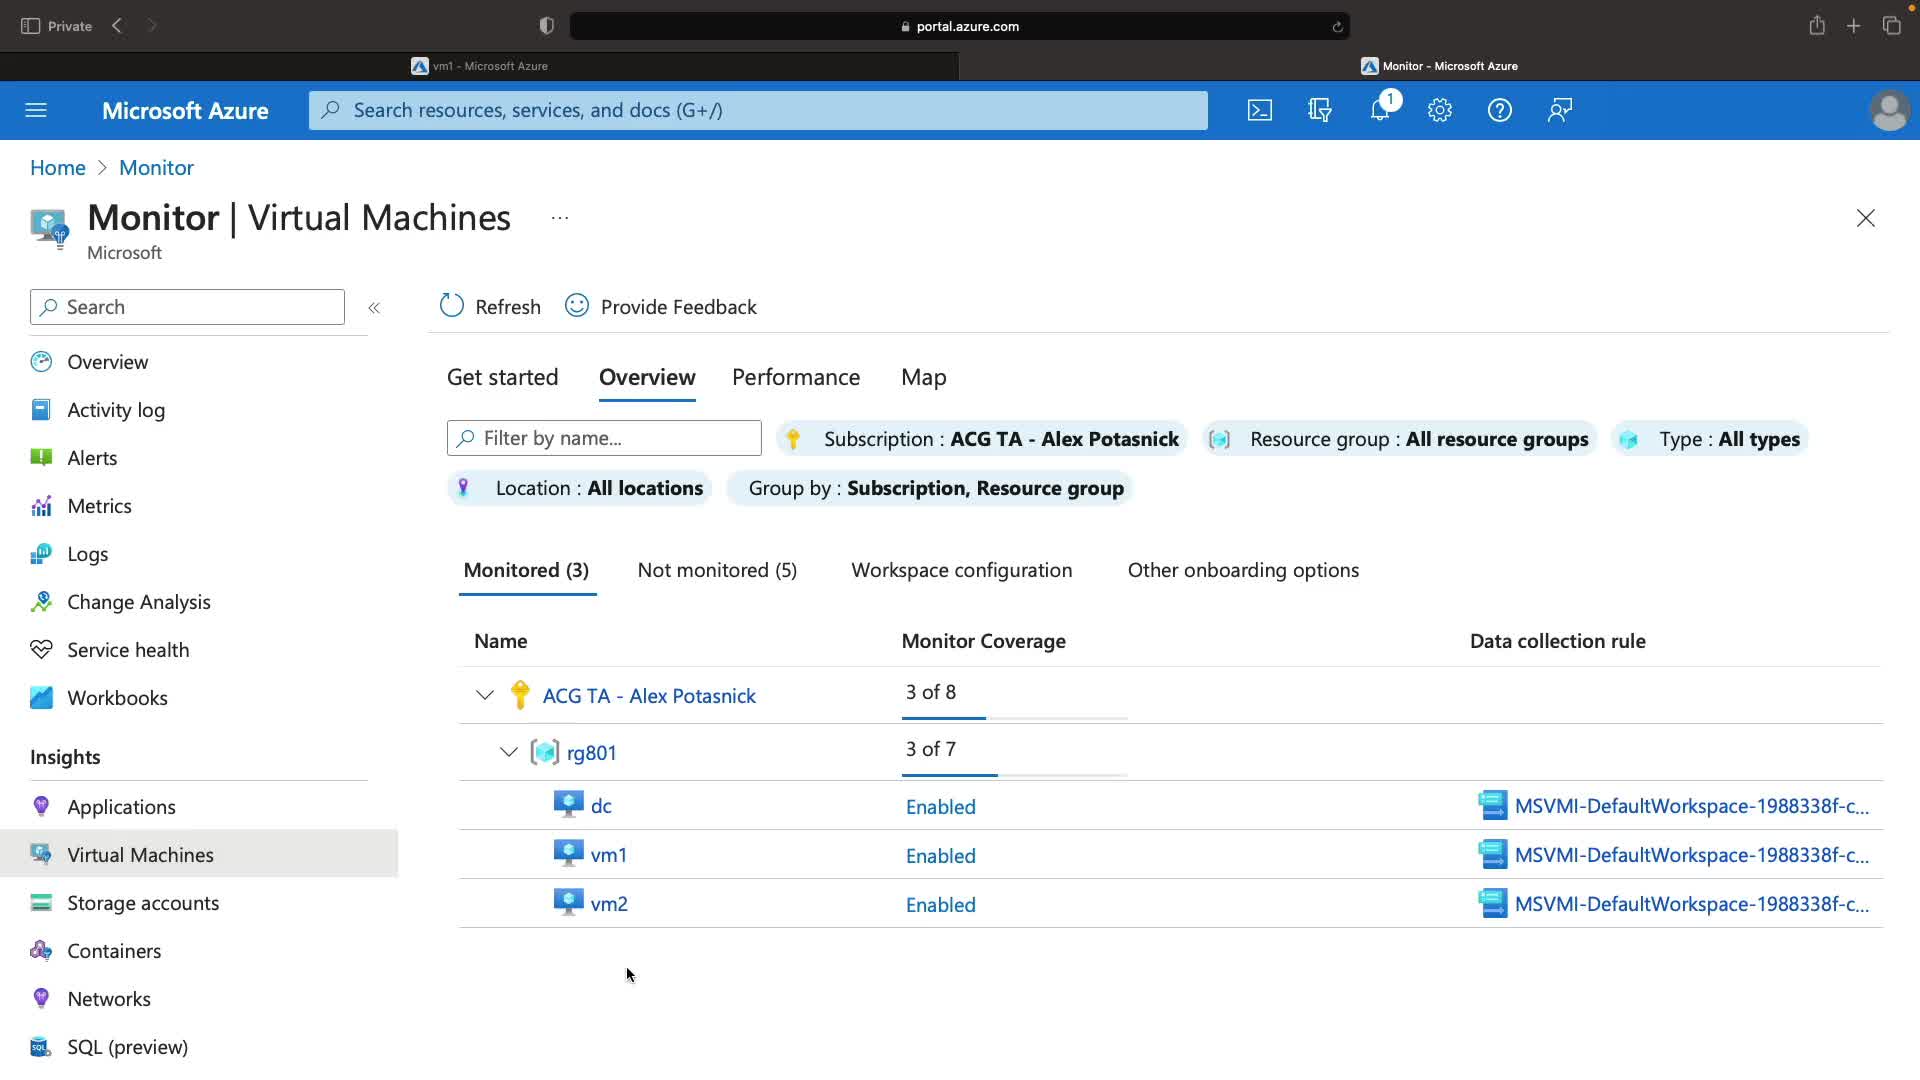 Private
portal.azure.com
vm1 - Microsoft Azure
Monitor - Microsoft Azure
Microsoft Azure
Search resources, services, and docs (G+/)
1
Home > Monitor
Monitor | Virtual Machines ...
Microsoft
Search
«
Refresh
Provide Feedback
Overview
Activity log
Alerts
Metrics
Logs
Change Analysis
Service health
Workbooks
Insights
Applications
Virtual Machines
Storage accounts
Containers
Networks
SQL (preview)
Get started
Overview
Performance
Map
Filter by name...
Subscription : ACG TA - Alex Potasnick
Resource group : All resource groups
Type : All types
Location : All locations
Group by : Subscription, Resource group
Monitored (3)
Not monitored (5)
Workspace configuration
Other onboarding options
Name Monitor Coverage Data collection rule
ACG TA - Alex Potasnick 3 of 8
rg801 3 of 7
dc Enabled MSVMI-DefaultWorkspace-1988338f-c...
vm1 Enabled MSVMI-DefaultWorkspace-1988338f-c...
vm2 Enabled MSVMI-DefaultWorkspace-1988338f-c...